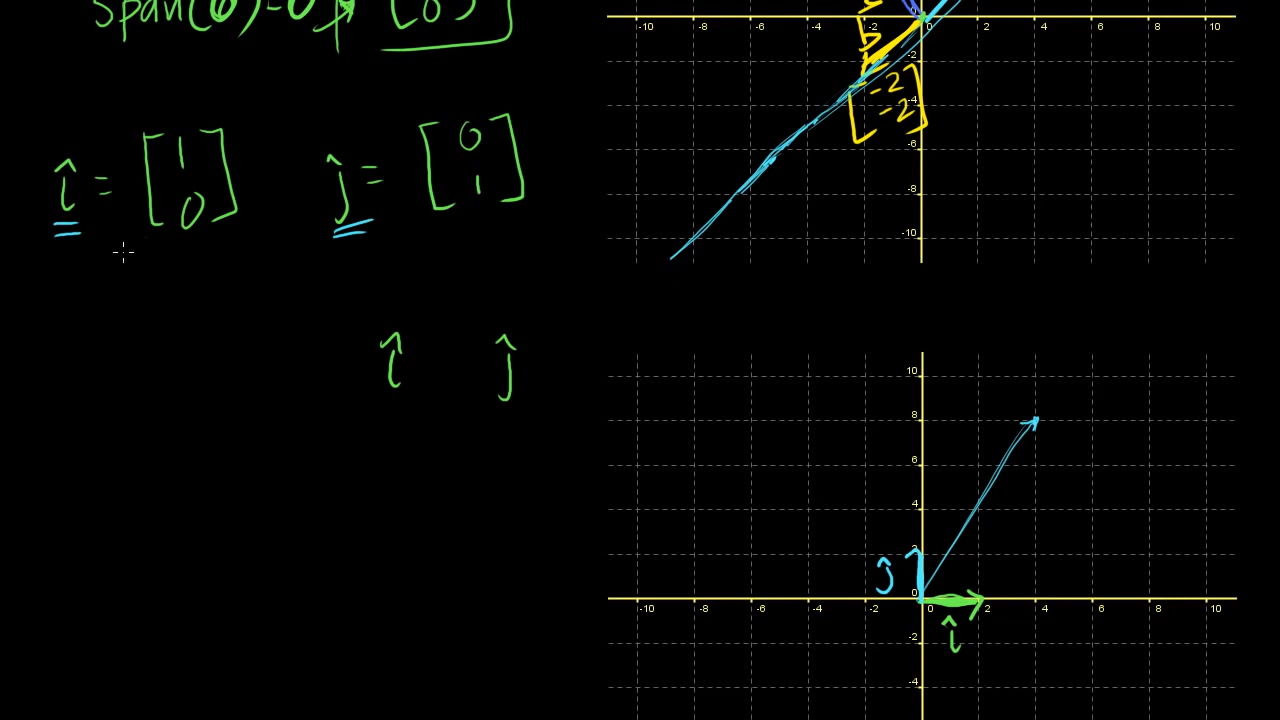 Span(0)=0 [0]
î = [1 0] ĵ = [0 1]
î ĵ
-10 -8 -6 -4 -2 0 0 2 4 6 8 10
-2
-4
-6
-8
-10
[-2 -2]
10
8
6
4
2
0
ĵ
-10 -8 -6 -4 -2 0 2 4 6 8 10
î
-2
-4